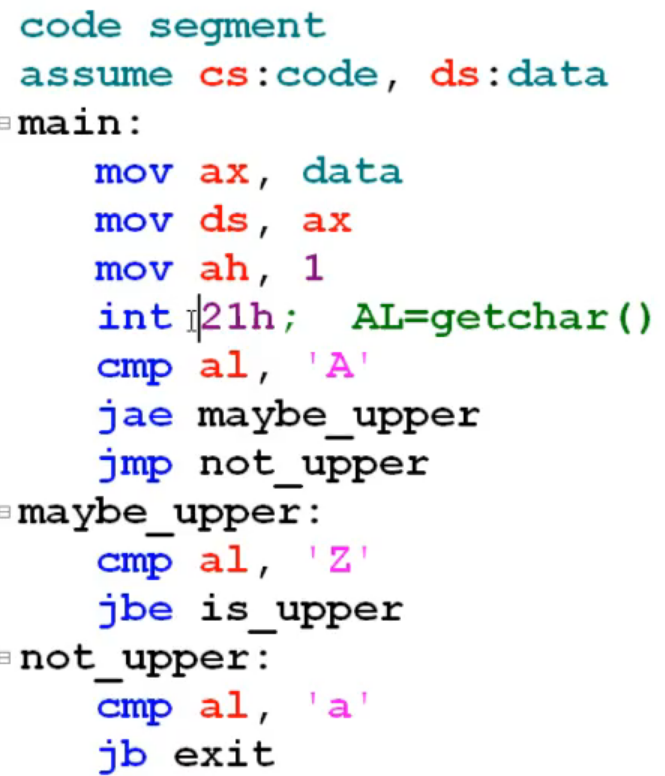 code segment
assume cs:code, ds:data
main:
mov ax, data
mov ds, ax
mov ah, 1
int 21h;  AL=getchar()
cmp al, 'A'
jae maybe_upper
jmp not_upper
maybe_upper:
cmp al, 'Z'
jbe is_upper
not_upper:
cmp al, 'a'
jb exit